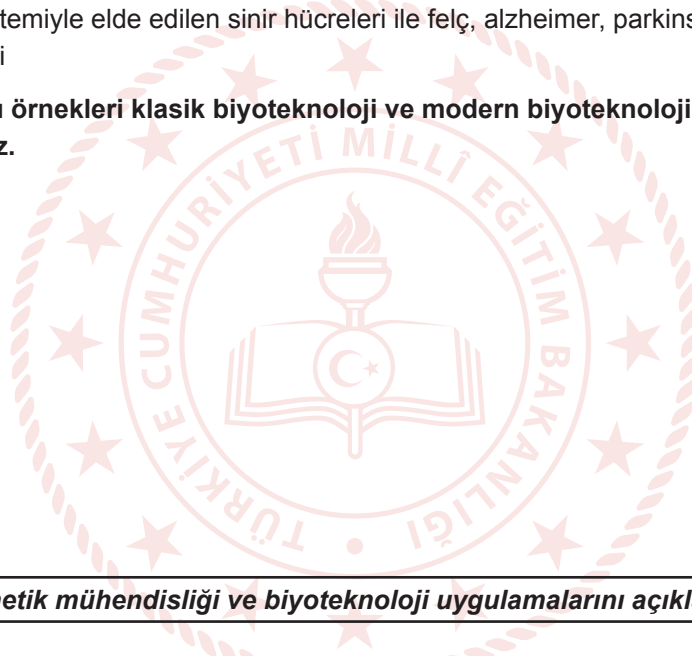 temiyle elde edilen sinir hücreleri ile felç, alzheimer, parkins
i
örnekleri klasik biyoteknoloji ve modern biyoteknoloji
z.
TÜRKİYE CUMHURİYETİ MİLLÎ EĞİTİM BAKANLIĞI
netik mühendisliği ve biyoteknoloji uygulamalarını açıkl